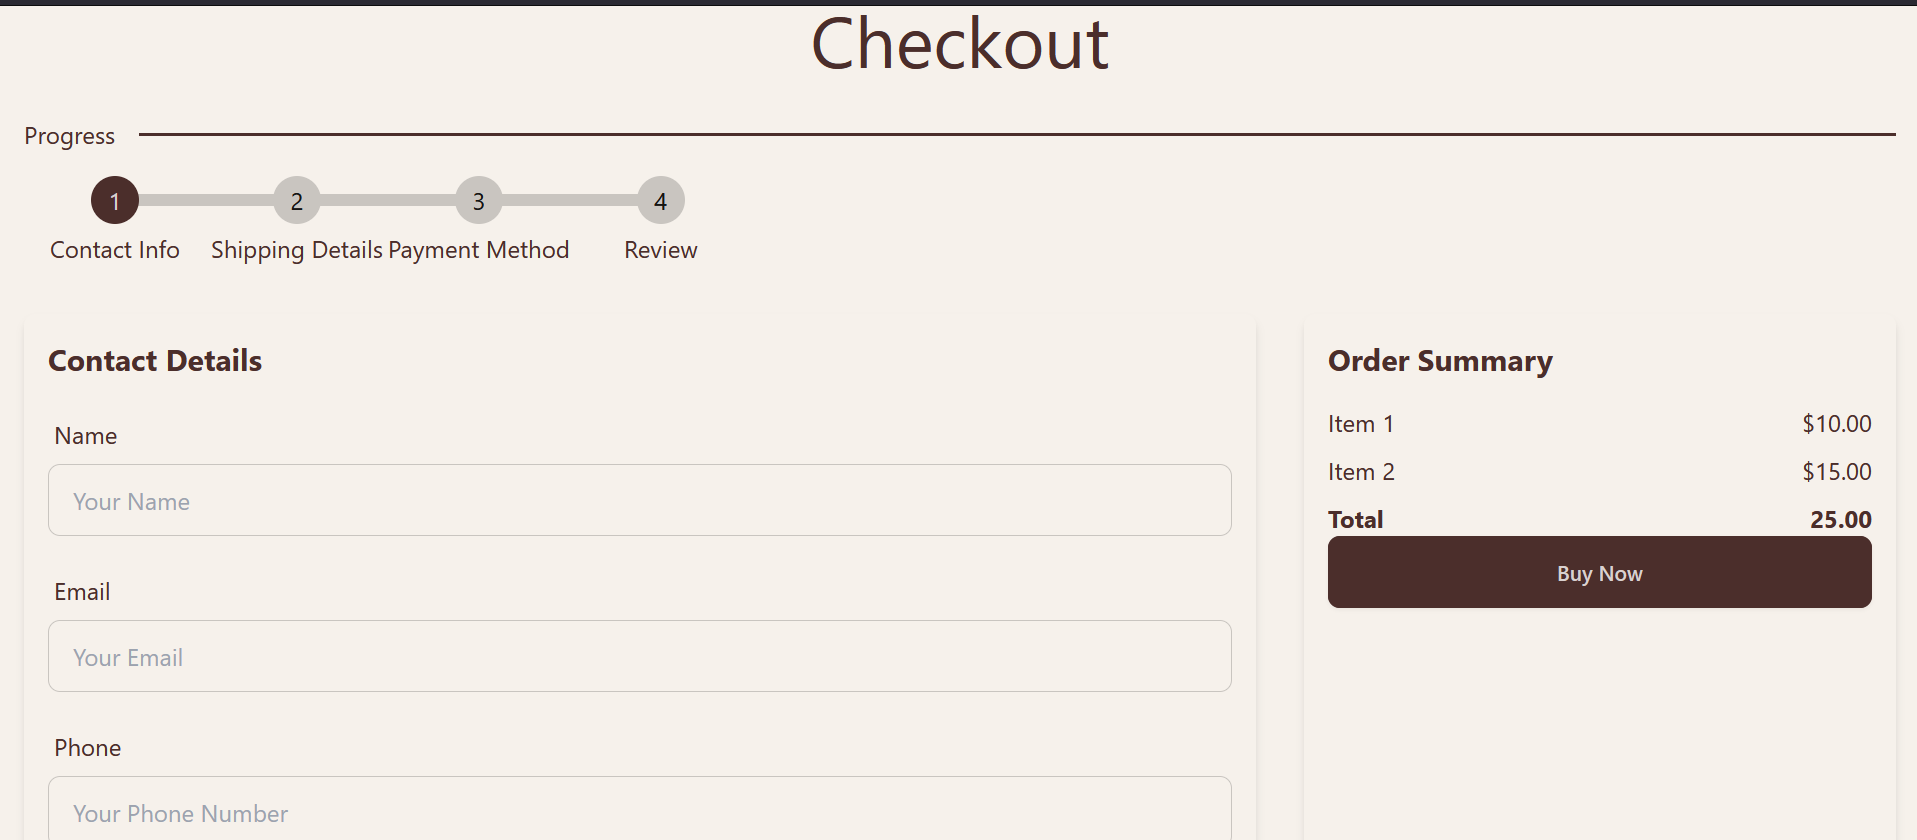 Checkout
Progress
1 2 3 4
Contact Info Shipping Details Payment Method Review
Contact Details
Name
Your Name
Email
Your Email
Phone
Your Phone Number
Order Summary
Item 1 $10.00
Item 2 $15.00
Total 25.00
Buy Now